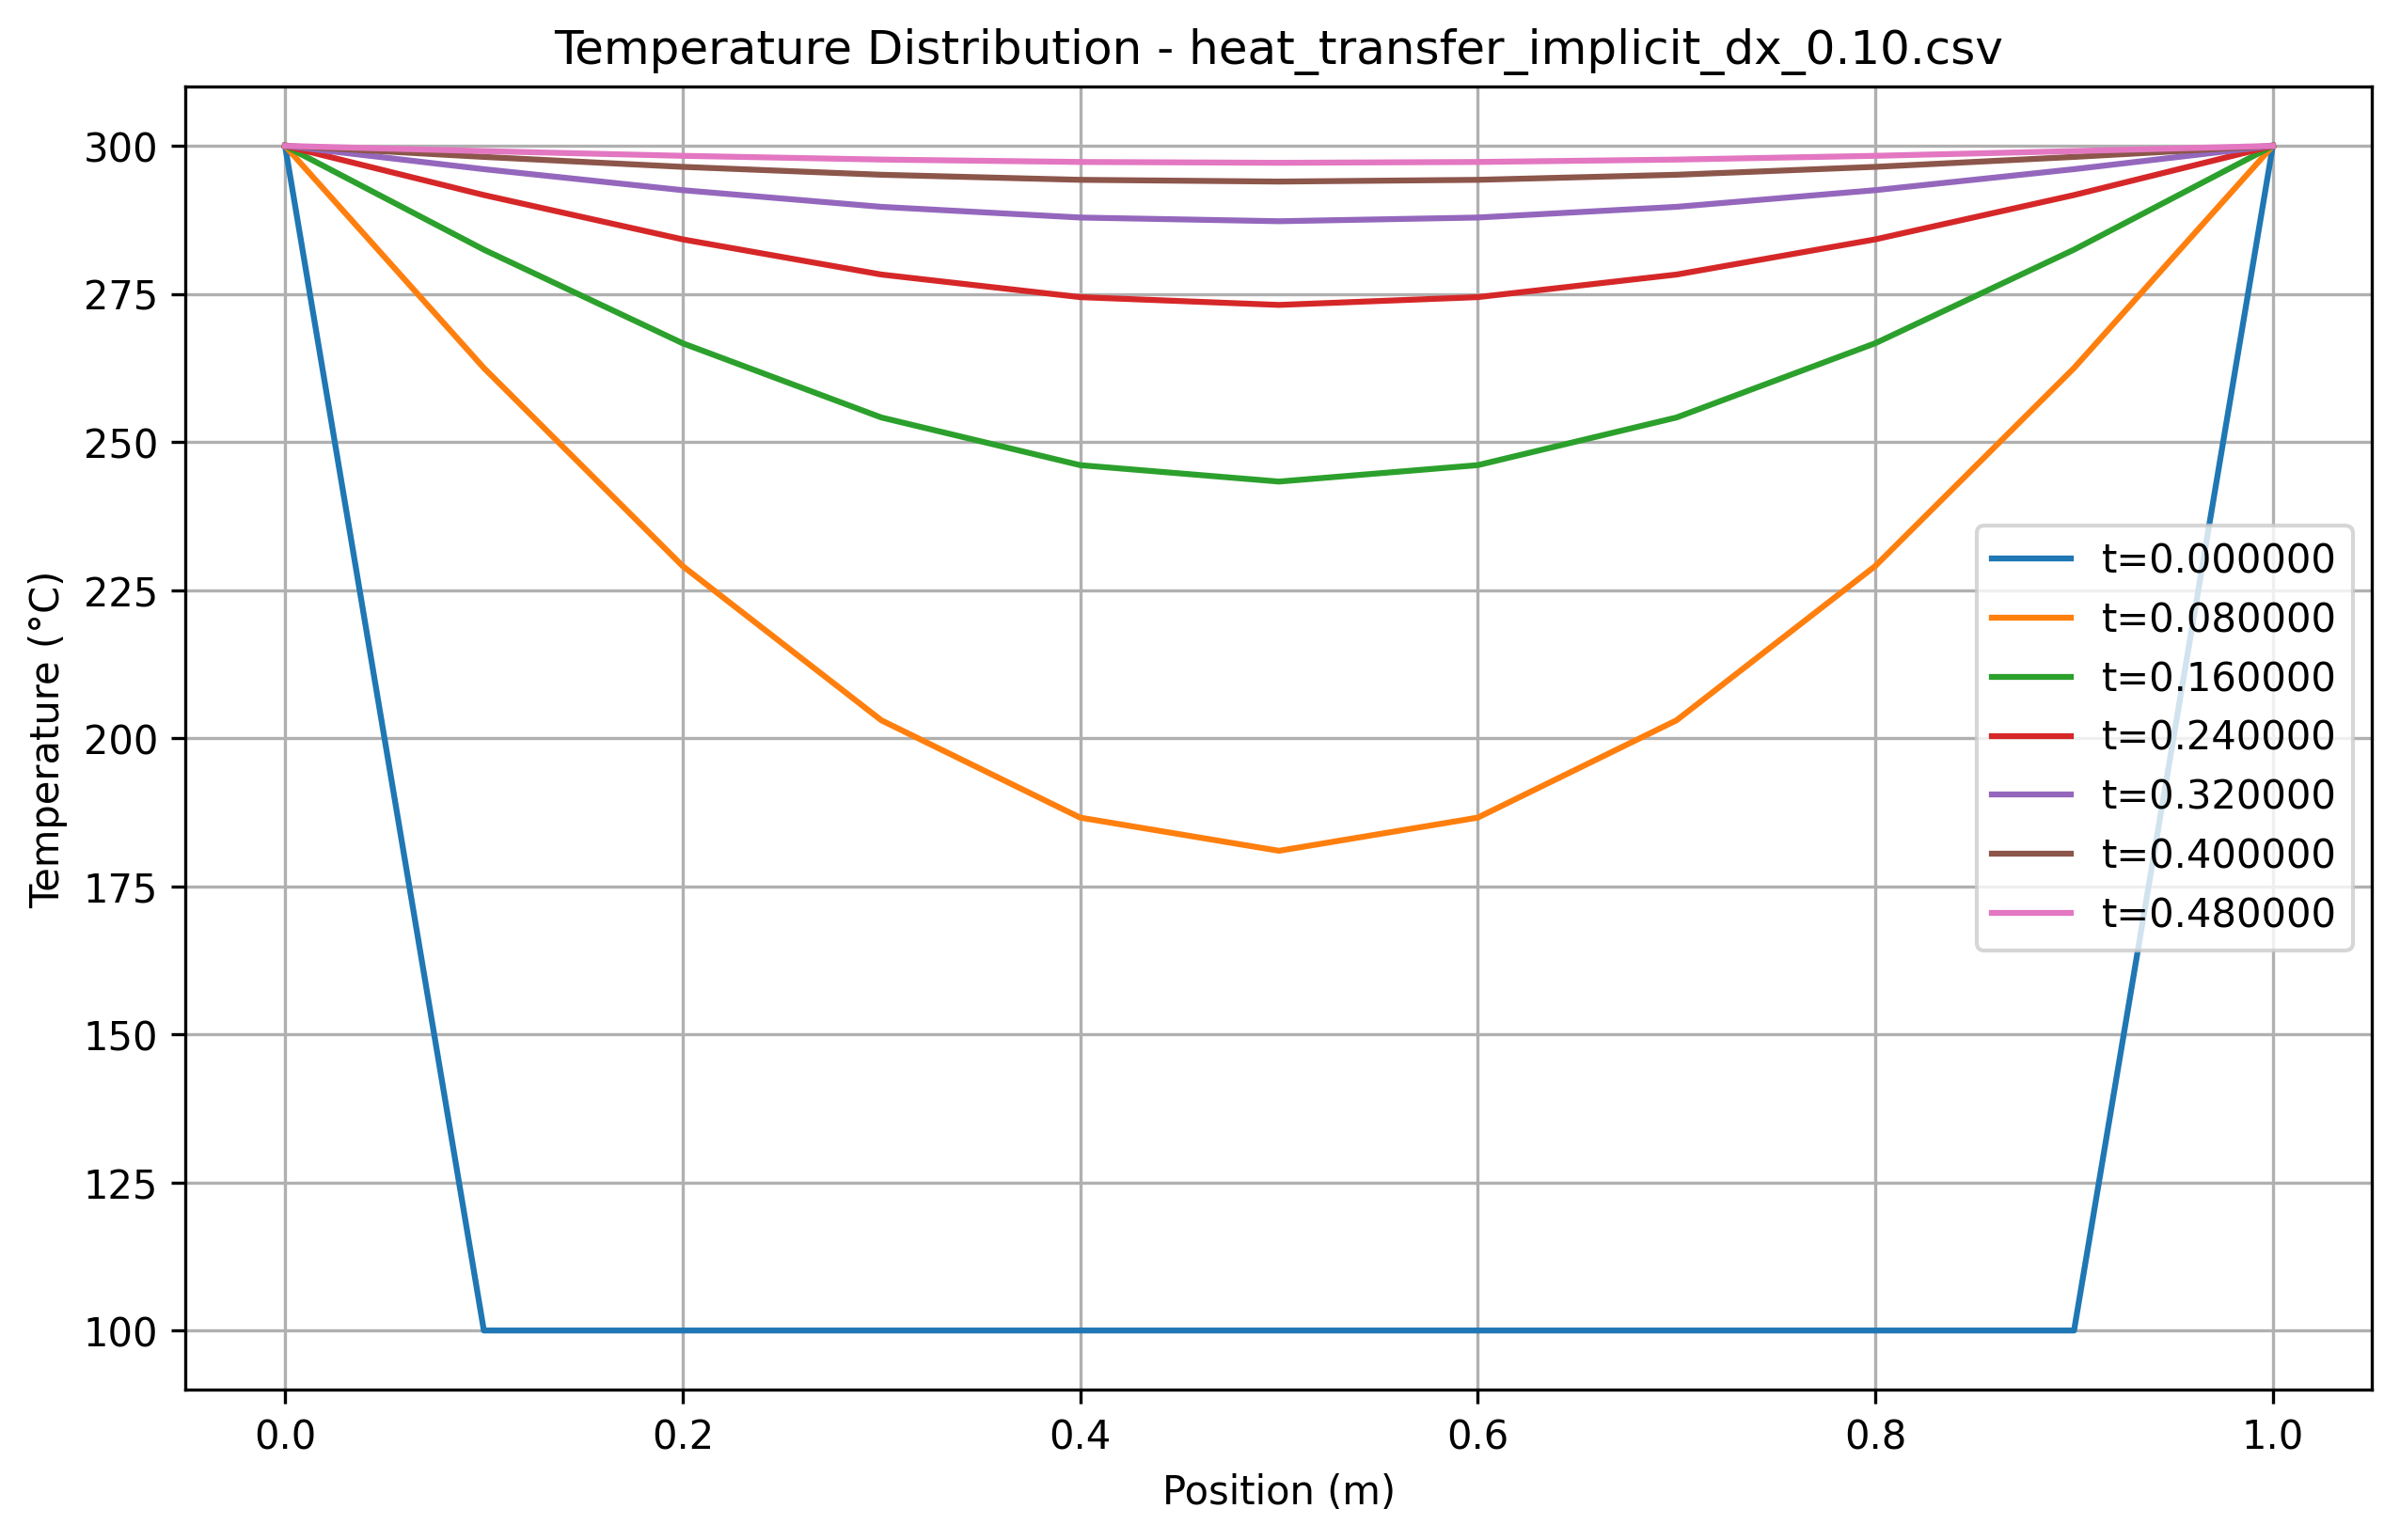 Temperature Distribution - heat_transfer_implicit_dx_0.10.csv
Temperature (°C)
300
275
250
225
200
175
150
125
100
t=0.000000
t=0.080000
t=0.160000
t=0.240000
t=0.320000
t=0.400000
t=0.480000
0.0 0.2 0.4 0.6 0.8 1.0
Position (m)